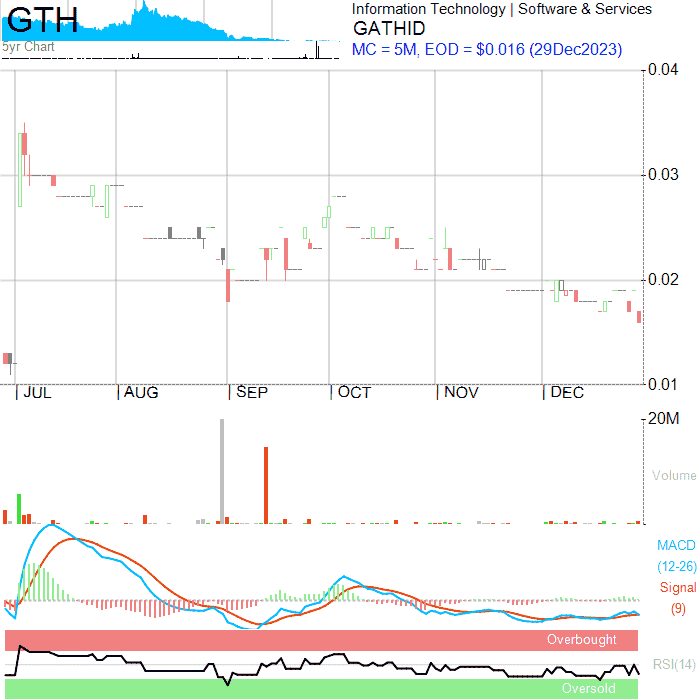 GTH
5yr Chart
Information Technology | Software & Services
GATHID
MC = 5M, EOD = $0.016 (29Dec2023)
0.04
0.03
0.02
0.01
JUL AUG SEP OCT NOV DEC
20M
Volume
MACD
(12-26)
Signal
(9)
Overbought
RSI(14)
Oversold